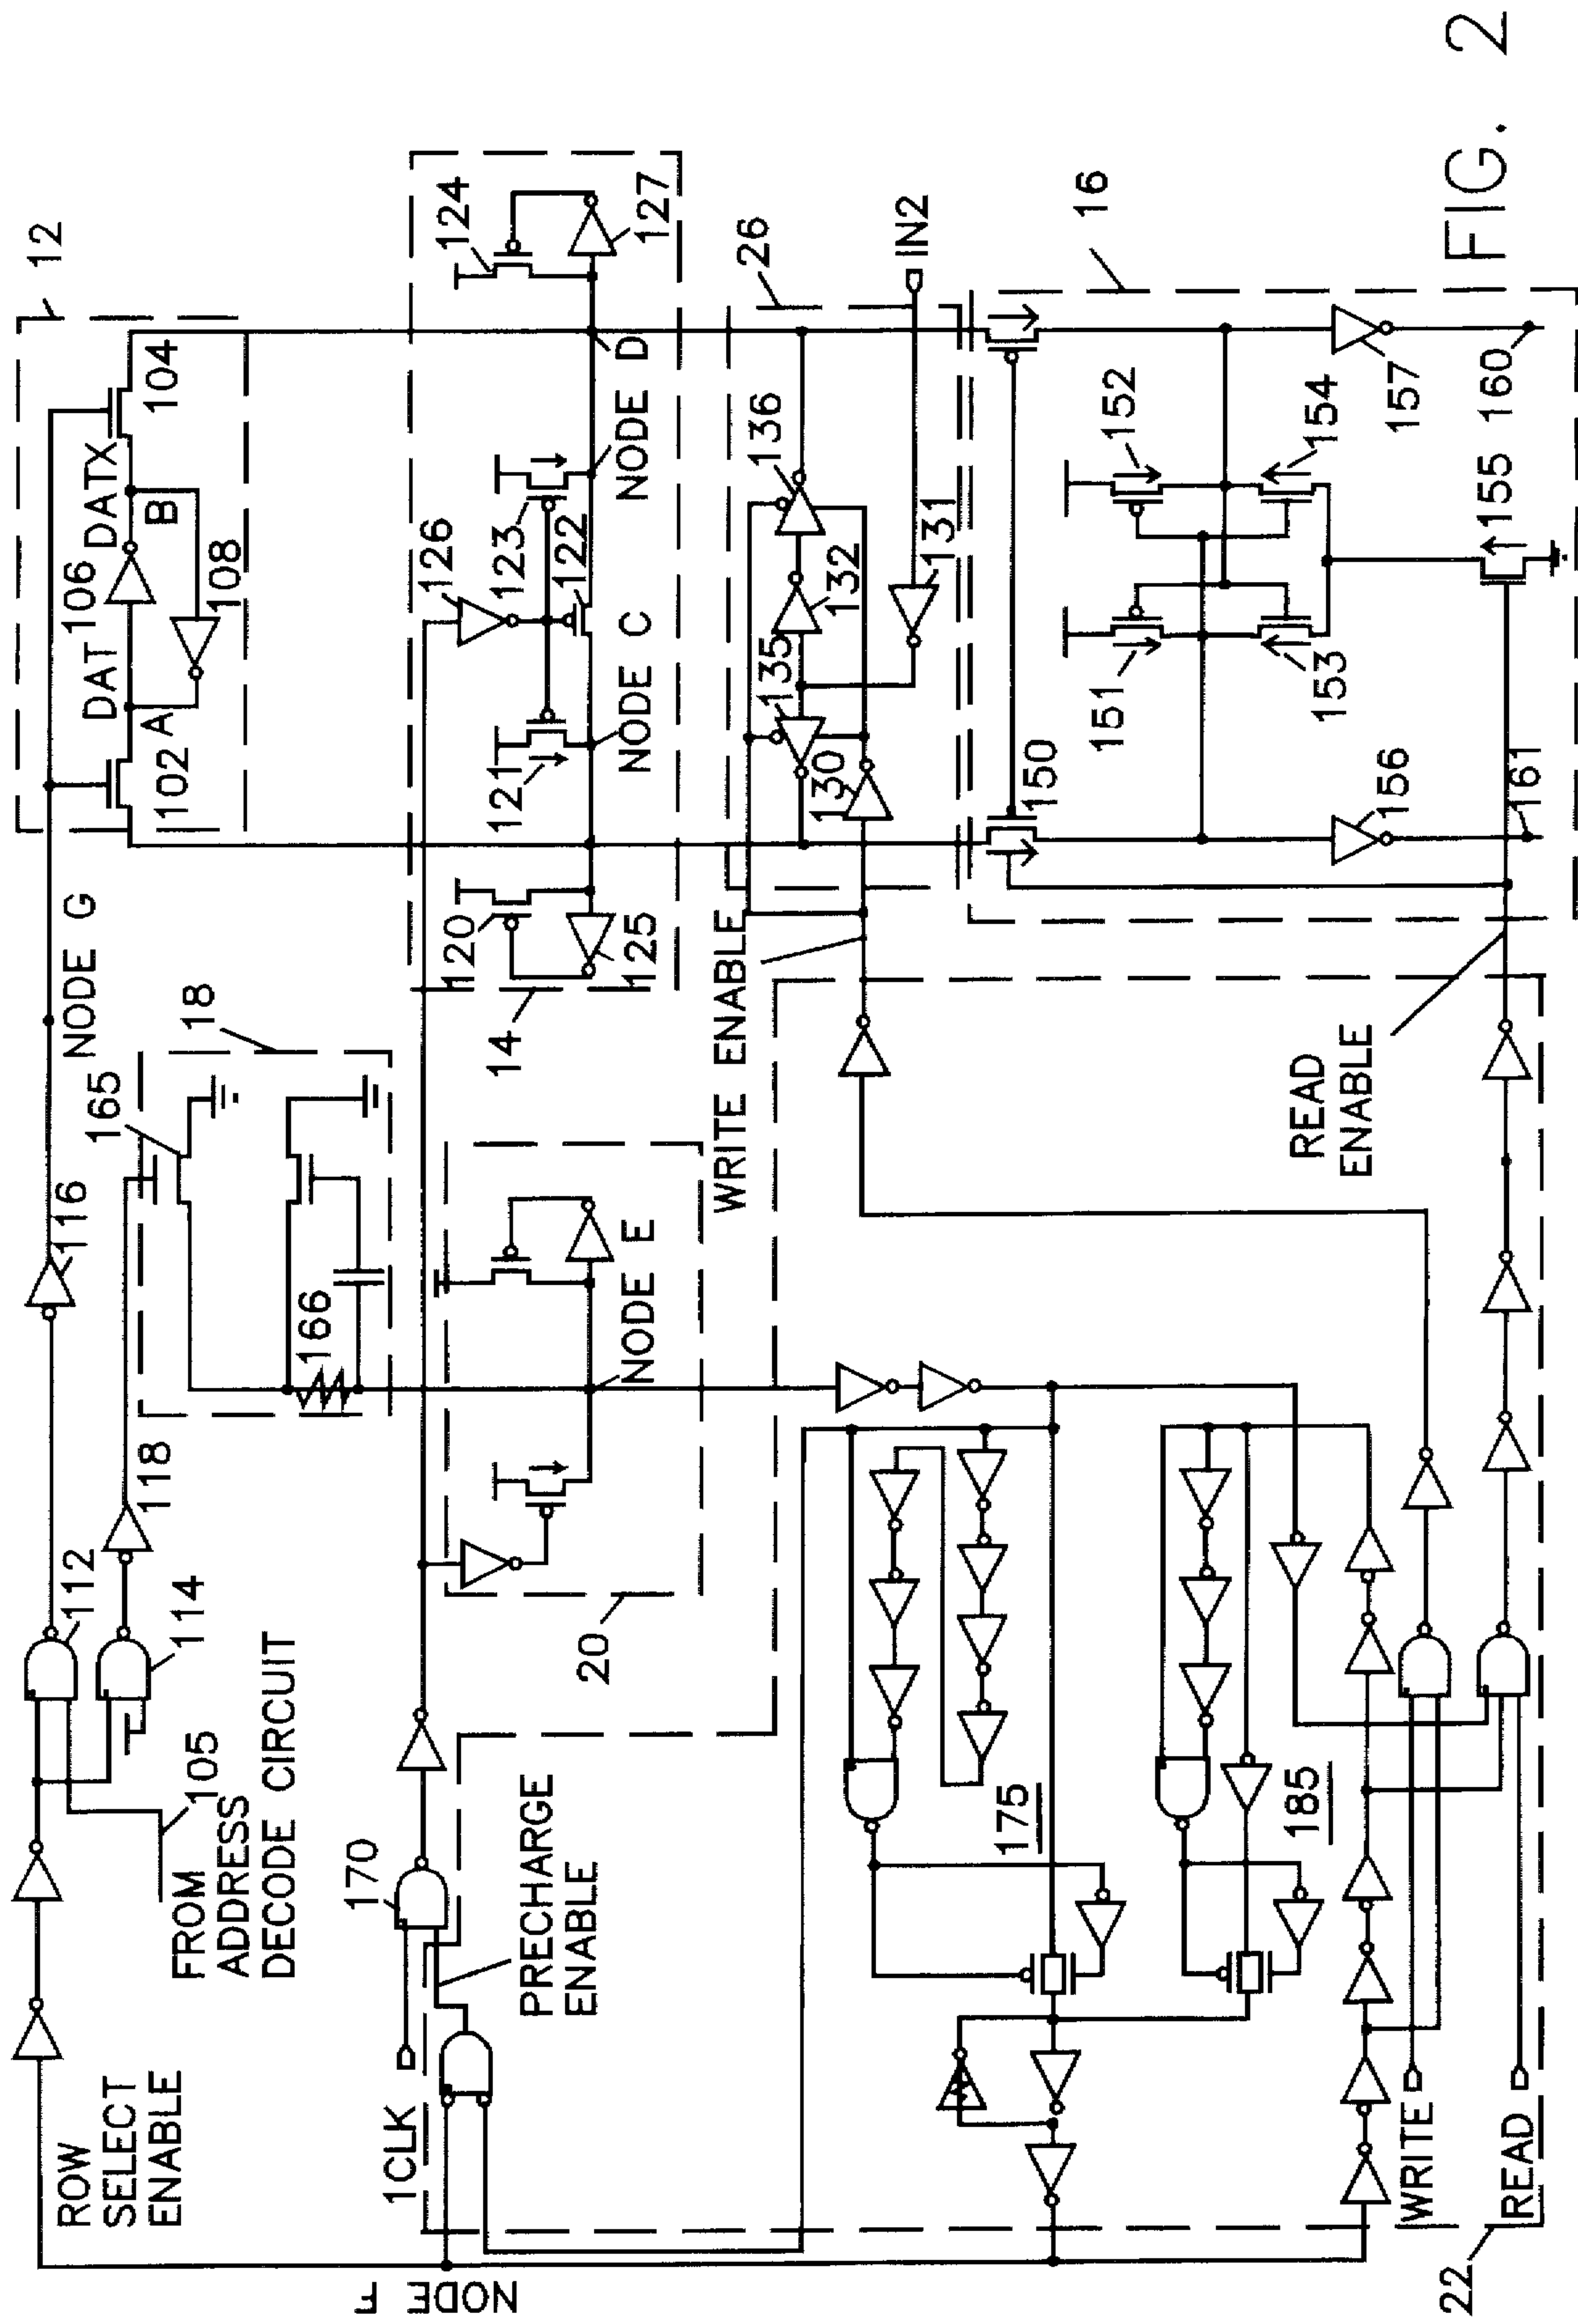 FIG. 2
12
DAT
DATX
106
108
A
B
102
104
NODE G
18
165
166
116
118
112
114
105
FROM
ADDRESS
DECODE CIRCUIT
ROW
SELECT
ENABLE
NODE F
1CLK
170
PRECHARGE
ENABLE
20
NODE E
14
120
125
121
NODE C
126
123
122
NODE D
124
127
26
IN2
136
132
135
130
131
WRITE ENABLE
16
150
151
152
153
154
155
156
157
160
161
READ
ENABLE
175
185
WRITE
READ
22